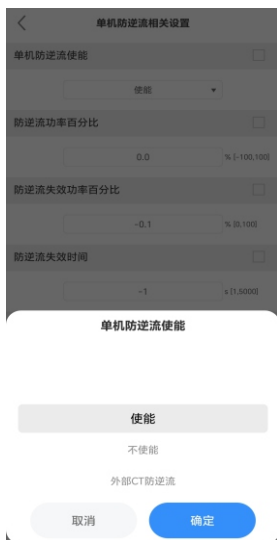 单机防逆流相关设置
单机防逆流使能
使能
防逆流功率百分比
0.0 % [-100,100]
防逆流失效功率百分比
-0.1 % [0,100]
防逆流失效时间
-1 s [1,5000]
单机防逆流使能
使能
不使能
外部CT防逆流
取消 确定